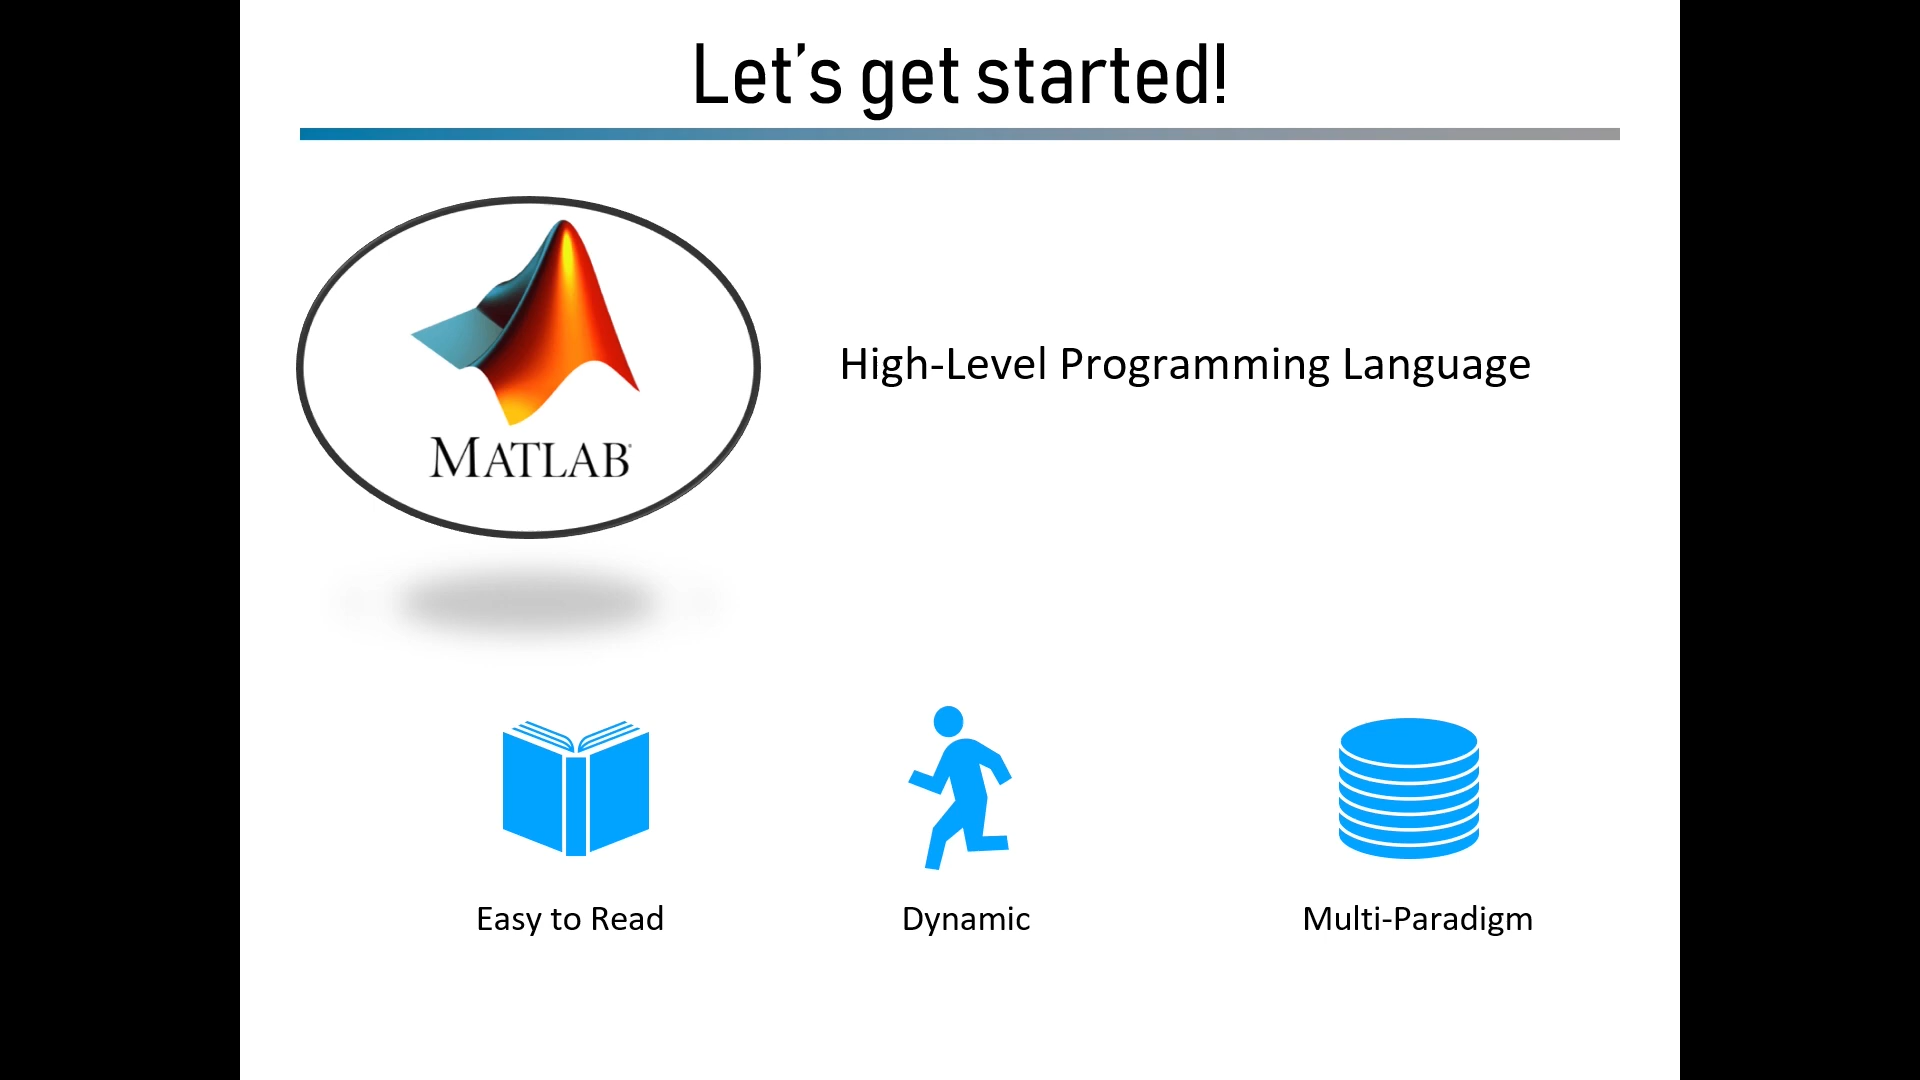 Let’s get started!
MATLAB®
High-Level Programming Language
Easy to Read
Dynamic
Multi-Paradigm